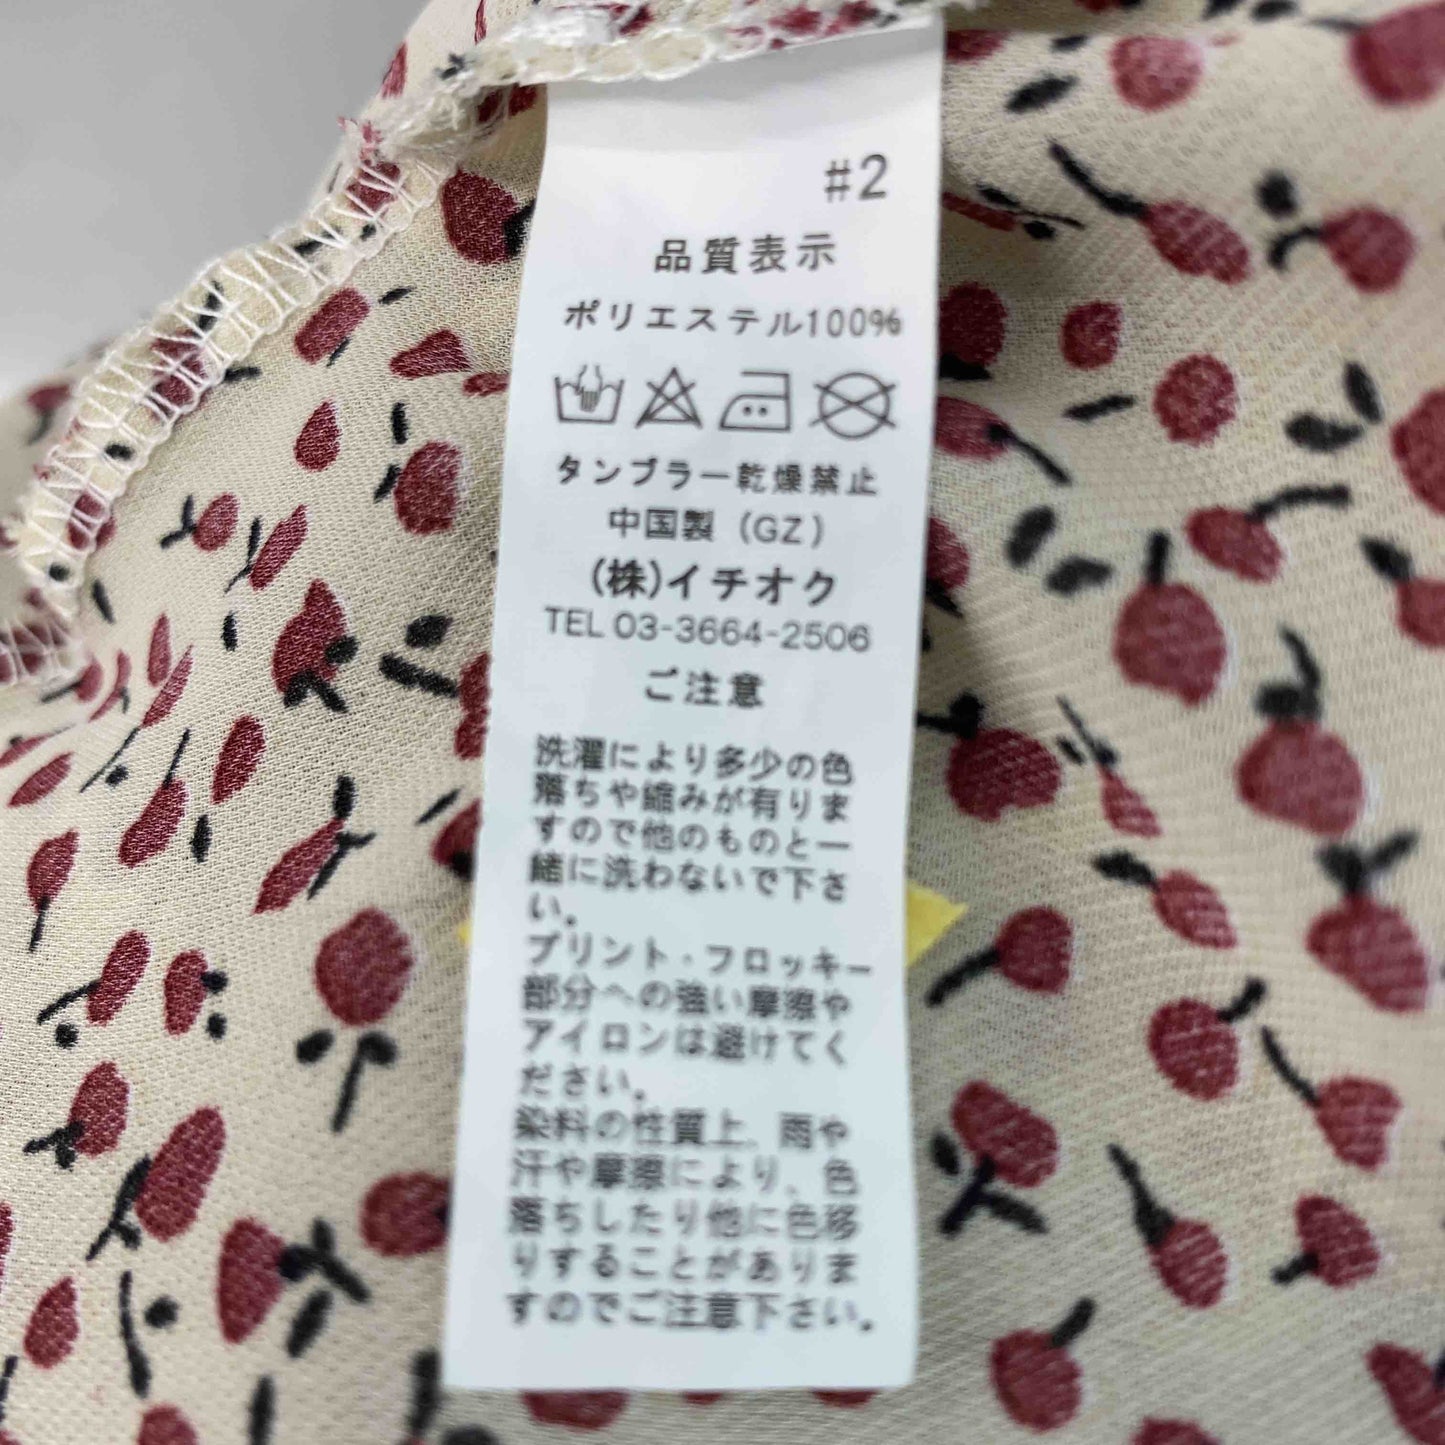 #2
品質表示
ポリエステル100%
タンブラー乾燥禁止
中国製(GZ)
(株)イチオク
TEL 03-3664-2506
ご注意
洗濯により多少の色
落ちや縮みが有りま
すので他のものと一
緒に洗わないで下さ
い。
プリント・フロッキー
部分への強い摩擦や
アイロンは避けてく
ださい。
染料の性質上、雨や
汗や摩擦により、色
落ちしたり他に色移
りすることがありま
すのでご注意下さい。